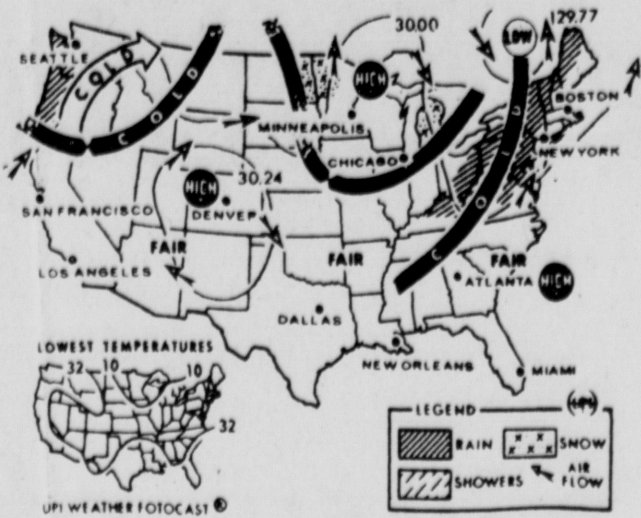 30.00
LOW
129.77
SEATTLE
COLD
COLD
HIGH
BOSTON
MINNEAPOLIS
NEW YORK
CHICAGO
COLD
HIGH
30.24
DENVER
SAN FRANCISCO
FAIR
FAIR
FAIR
LOS ANGELES
ATLANTA
HIGH
DALLAS
NEW ORLEANS
MIAMI
LOWEST TEMPERATURES
32 10
10
32
LEGEND
RAIN
SNOW
SHOWERS
AIR
FLOW
UPI WEATHER FOTOCAST ®